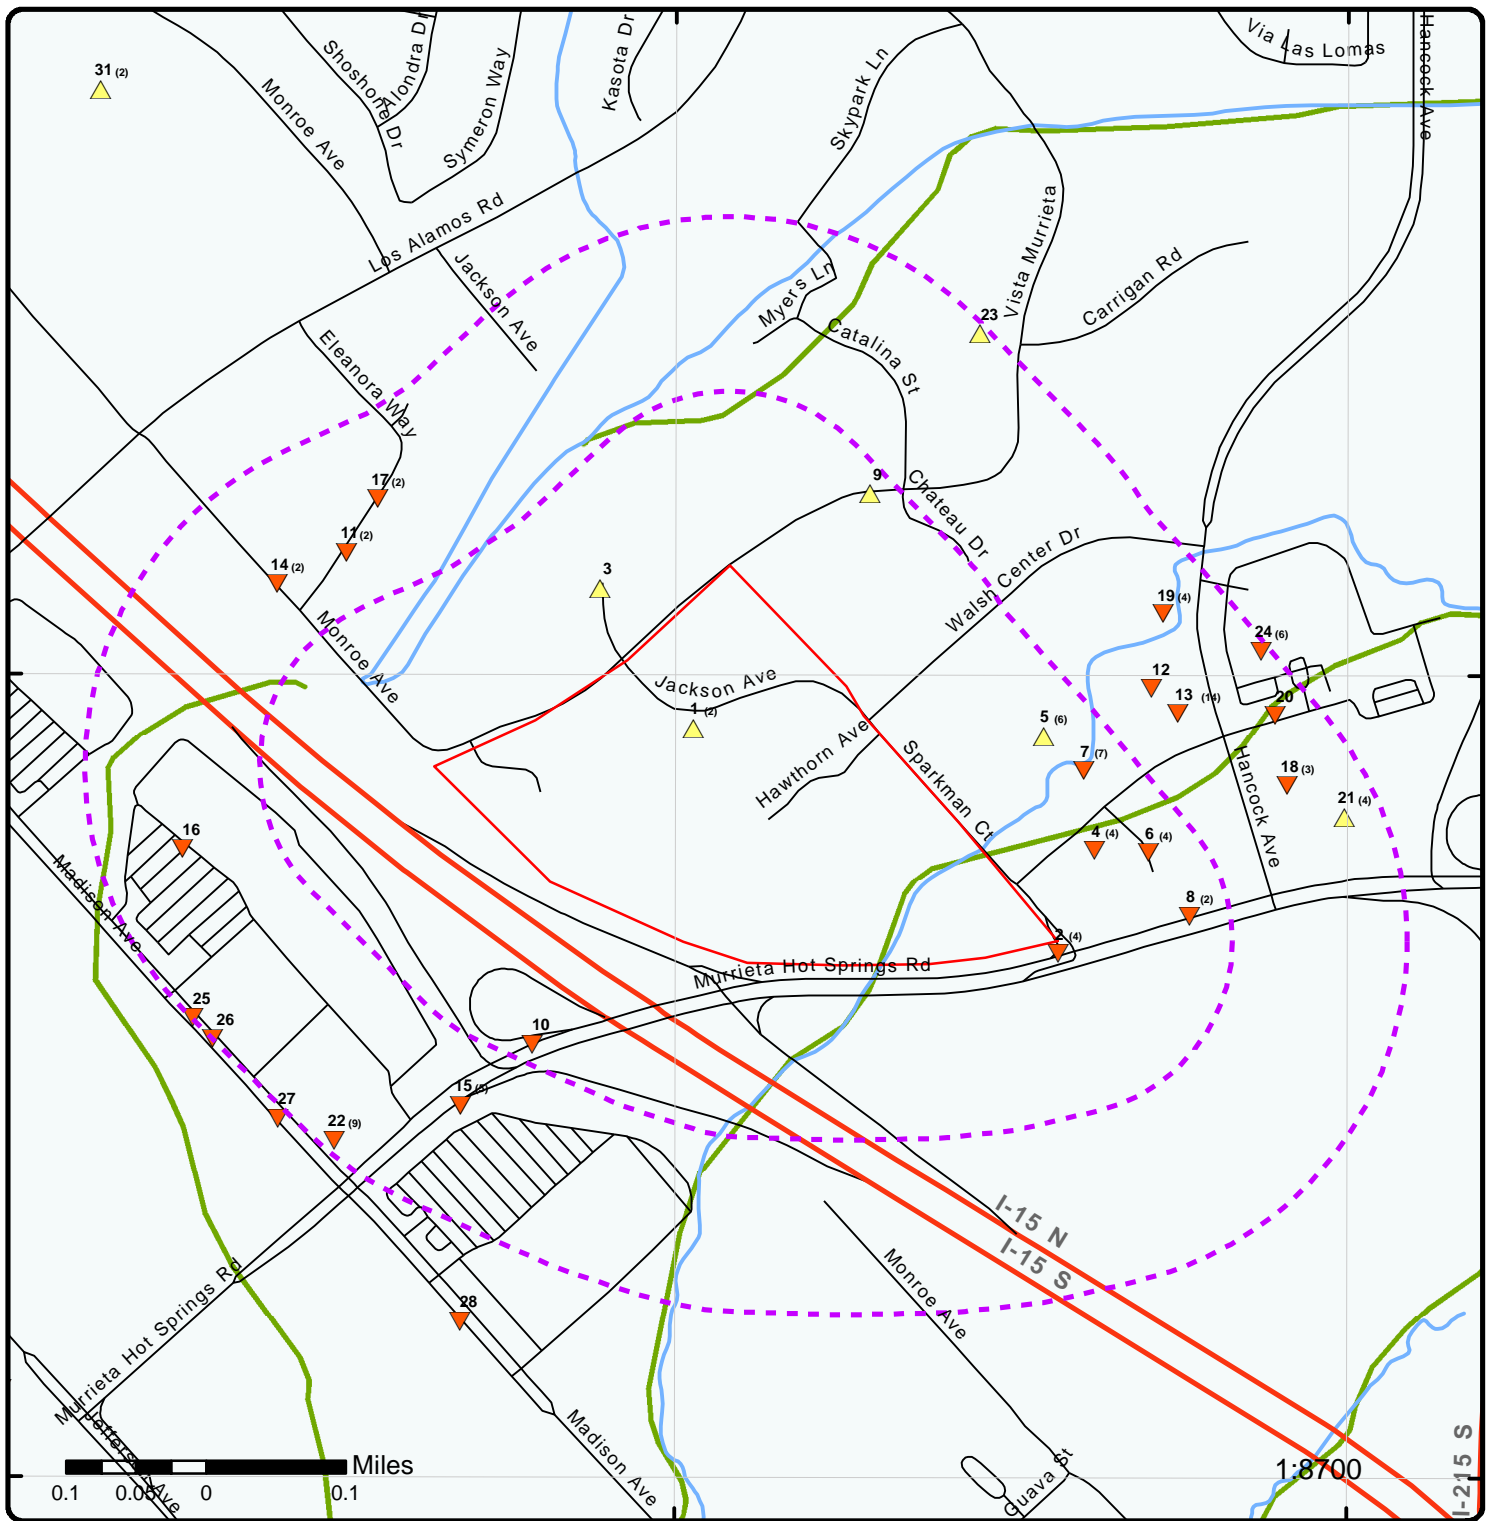 Via Las Lomas
Hancock Ave
Alondra Dr
Shoshone Dr
Kasota Dr
Skypark Ln
Symeron Way
31 (2)
Monroe Ave
Los Alamos Rd
Jackson Ave
Vista Murrieta
Carrigan Rd
Myers Ln
23
Catalina St
Eleanora Way
17 (2)
9
Chateau Dr
11 (2)
14 (2)
3
Walsh Center Dr
19 (4)
24 (6)
Monroe Ave
Jackson Ave
12
13 (14)
20
1 (2)
5 (6)
Hawthorn Ave
7 (7)
Sparkman Ct
Hancock Ave
18 (3)
21 (4)
16
4 (4)
6 (4)
Madison Ave
8 (2)
2 (4)
Murrieta Hot Springs Rd
25
26
10
15 (5)
27
22 (9)
I-15 N
I-15 S
Monroe Ave
Murrieta Hot Springs Rd
28
Jefferson Ave
Madison Ave
Guava St
I-215 S
Miles
1:8700
0.1
0.05
0
0.1